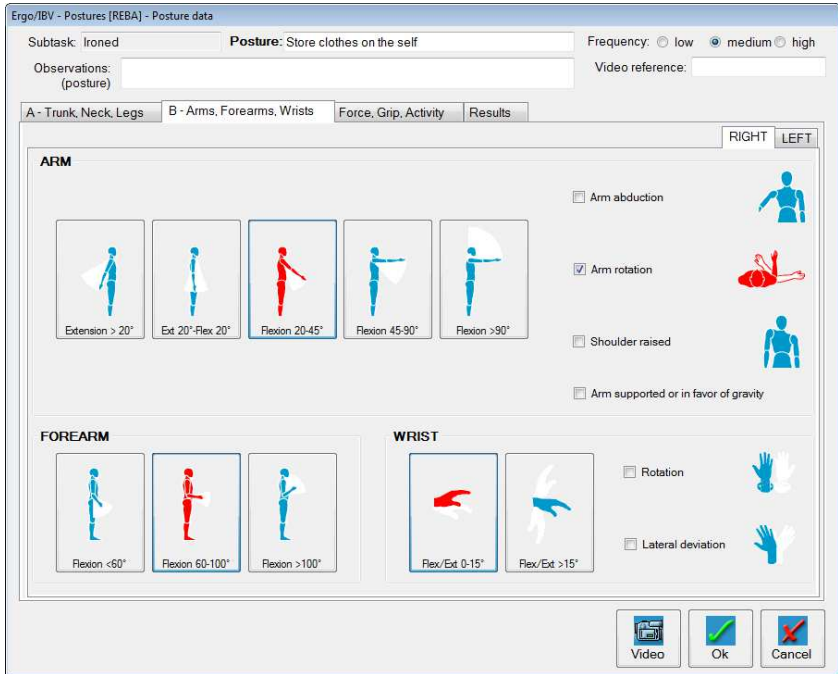 Ergo/IBV - Postures [REBA] - Posture data
Subtask: Ironed Posture: Store clothes on the self Frequency: low medium high
Observations: (posture) Video reference:
A - Trunk, Neck, Legs B - Arms, Forearms, Wrists Force, Grip, Activity Results
RIGHT LEFT
ARM
Arm abduction
Arm rotation
Extension > 20° Ext 20°-Flex 20° Flexion 20-45° Flexion 45-90° Flexion >90°
Shoulder raised
Arm supported or in favor of gravity
FOREARM WRIST
Rotation
Lateral deviation
Flexion <60° Flexion 60-100° Flexion >100° Flex/Ext 0-15° Flex/Ext >15°
Video Ok Cancel